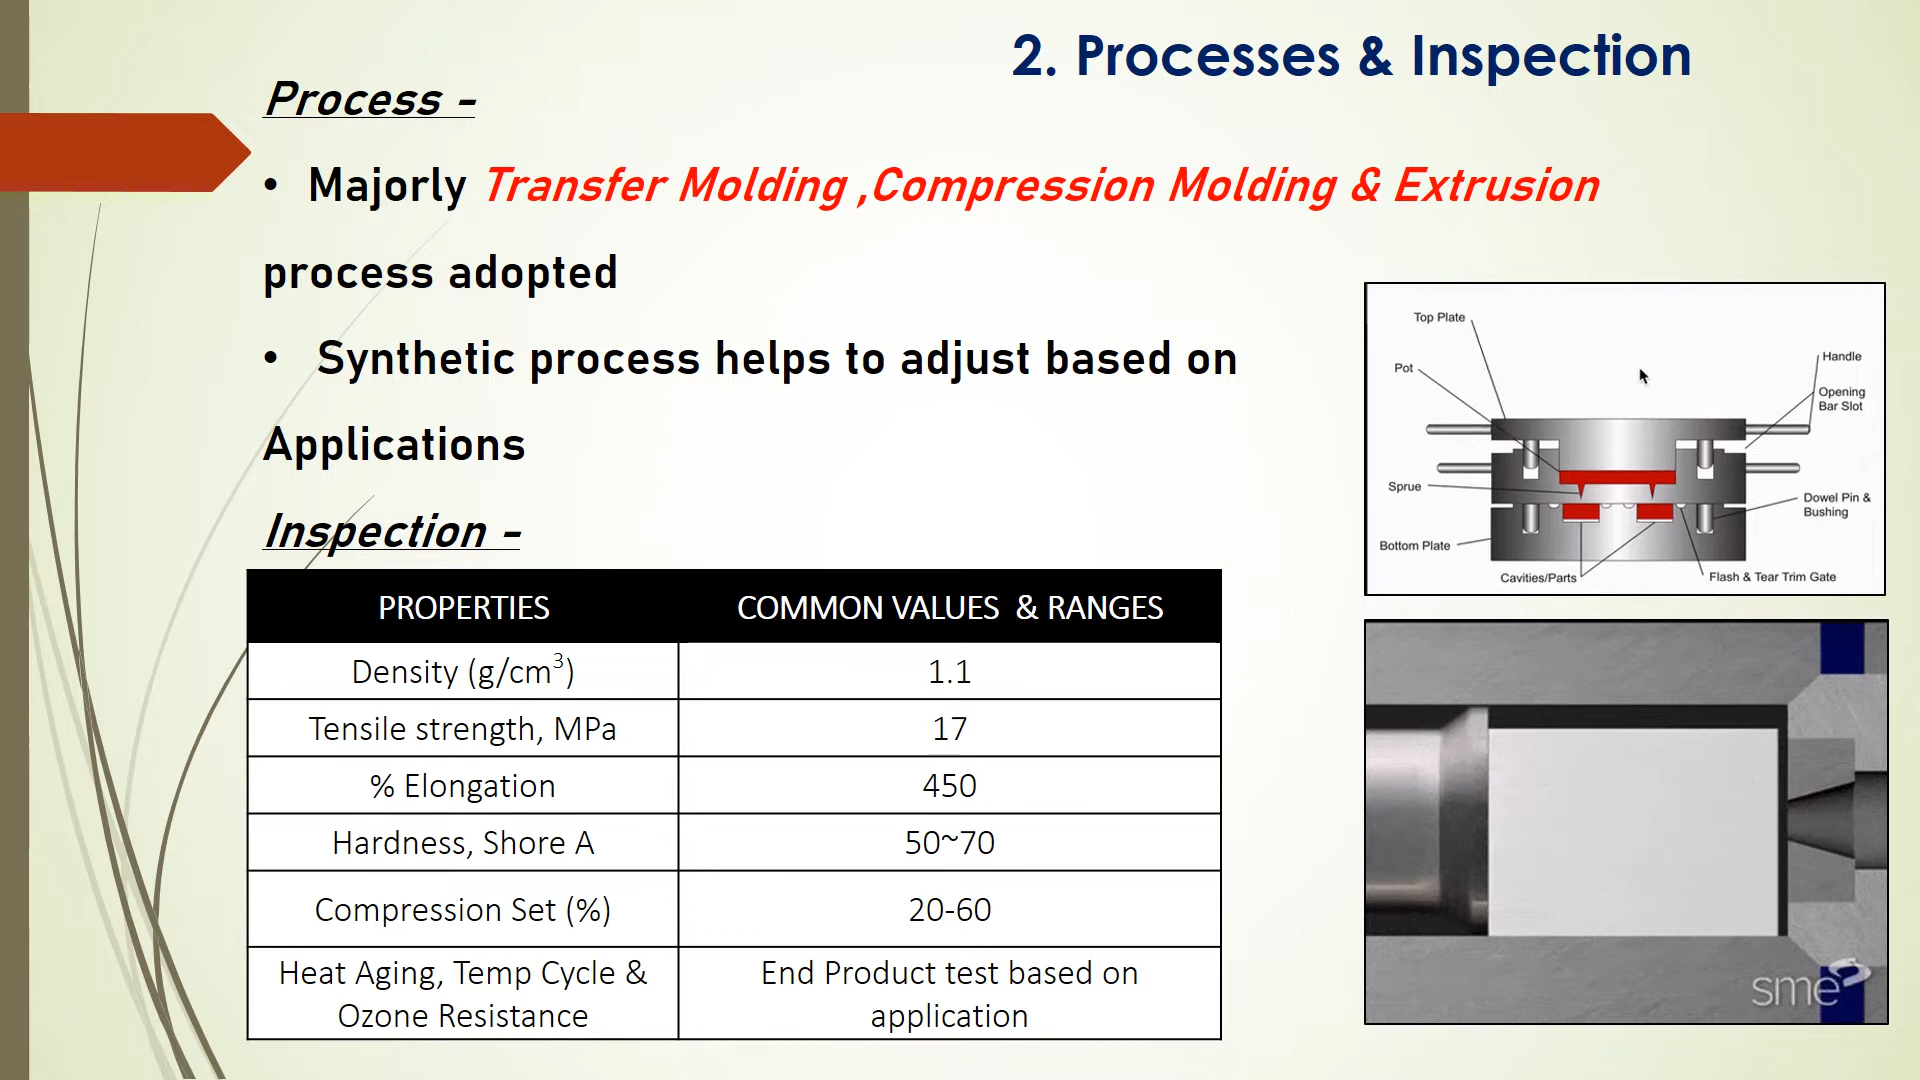 2. Processes & Inspection
Process -
• Majorly Transfer Molding ,Compression Molding & Extrusion
process adopted
• Synthetic process helps to adjust based on
Applications
Inspection -
PROPERTIES COMMON VALUES & RANGES
Density (g/cm³) 1.1
Tensile strength, MPa 17
% Elongation 450
Hardness, Shore A 50~70
Compression Set (%) 20-60
Heat Aging, Temp Cycle &
Ozone Resistance
End Product test based on
application
Top Plate
Pot
Sprue
Bottom Plate
Cavities/Parts
Handle
Opening
Bar Slot
Dowel Pin &
Bushing
Flash & Tear Trim Gate
sme